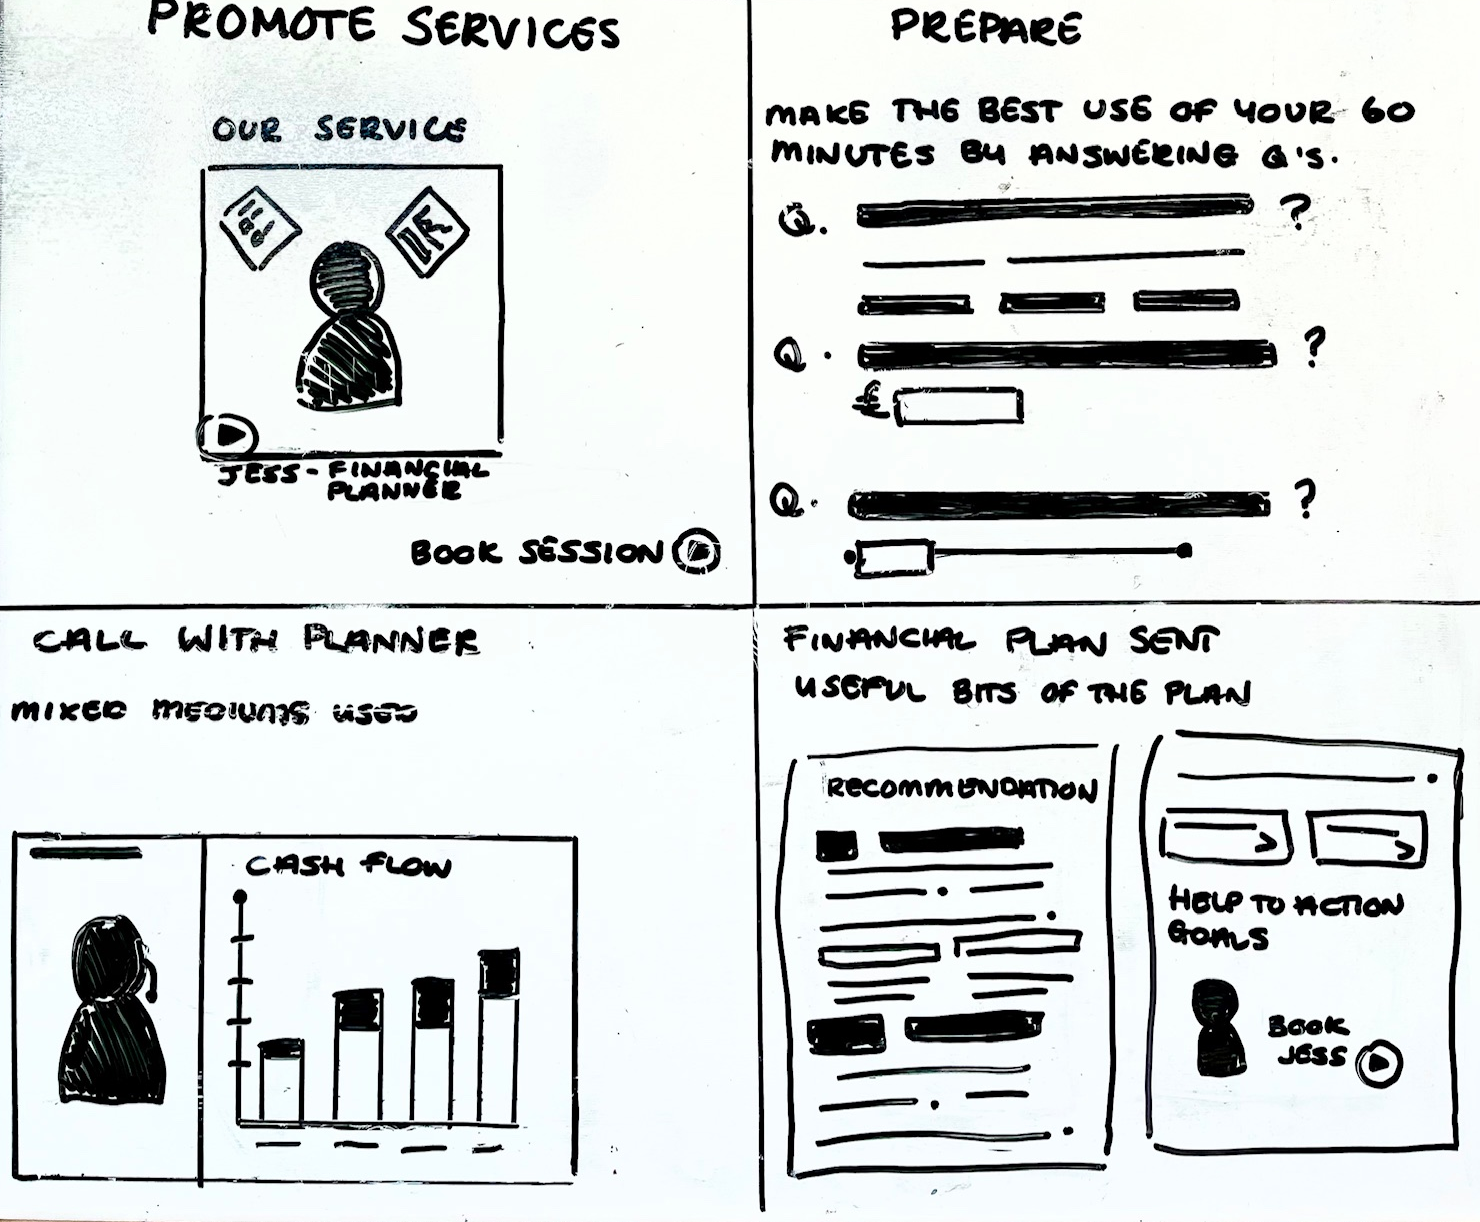 PROMOTE SERVICES
OUR SERVICE
JESS - FINANCIAL
PLANNER
BOOK SESSION
PREPARE
MAKE THE BEST USE OF YOUR 60
MINUTES BY ANSWERING Q'S.
Q. ?
Q. ?
£
Q. ?
CALL WITH PLANNER
MIXED MEDIUMS USED
CASH FLOW
FINANCIAL PLAN SENT
USEFUL BITS OF THE PLAN
RECOMMENDATION
HELP TO ACTION
GOALS
BOOK
JESS